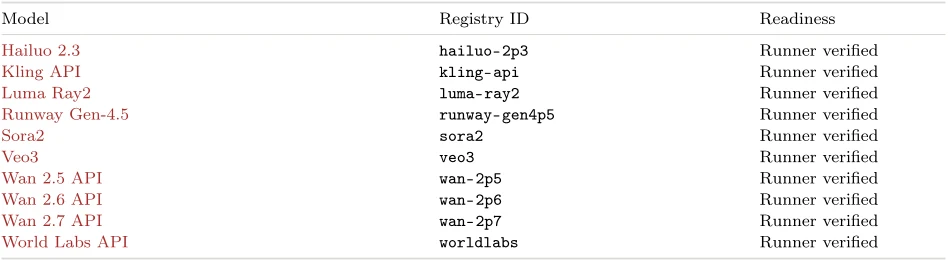 Model Registry ID Readiness
Hailuo 2.3 hailuo-2p3 Runner verified
Kling API kling-api Runner verified
Luma Ray2 luma-ray2 Runner verified
Runway Gen-4.5 runway-gen4p5 Runner verified
Sora2 sora2 Runner verified
Veo3 veo3 Runner verified
Wan 2.5 API wan-2p5 Runner verified
Wan 2.6 API wan-2p6 Runner verified
Wan 2.7 API wan-2p7 Runner verified
World Labs API worldlabs Runner verified